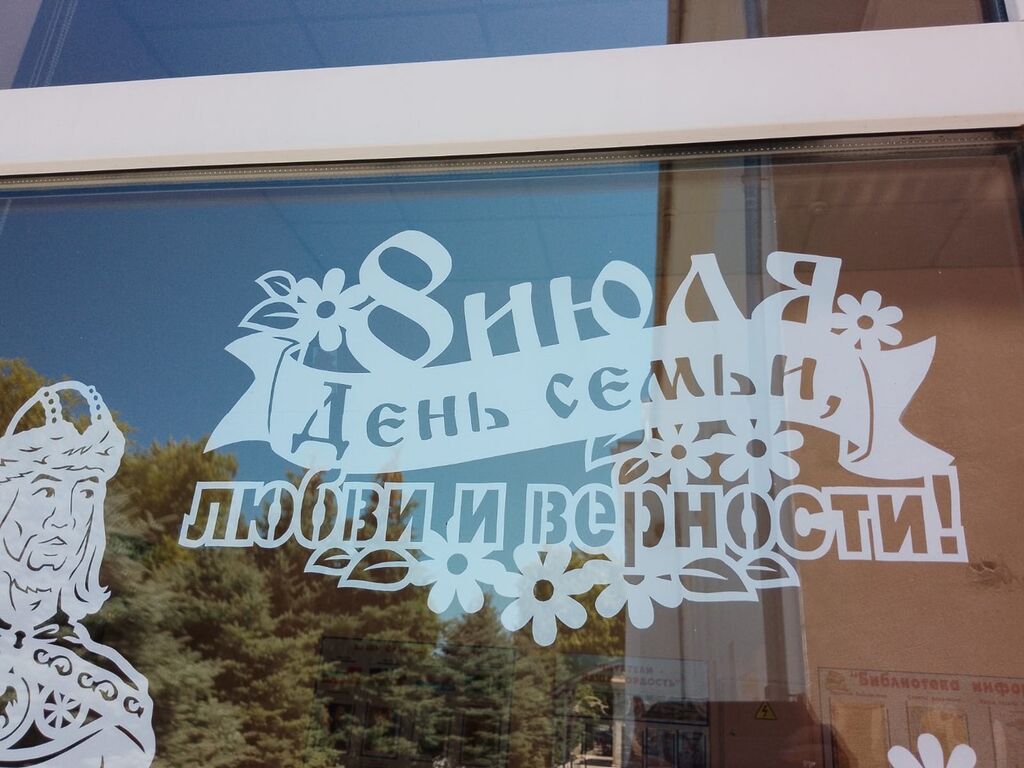 8 июля
День семьи,
любви и верности!
"Библиотека инфо